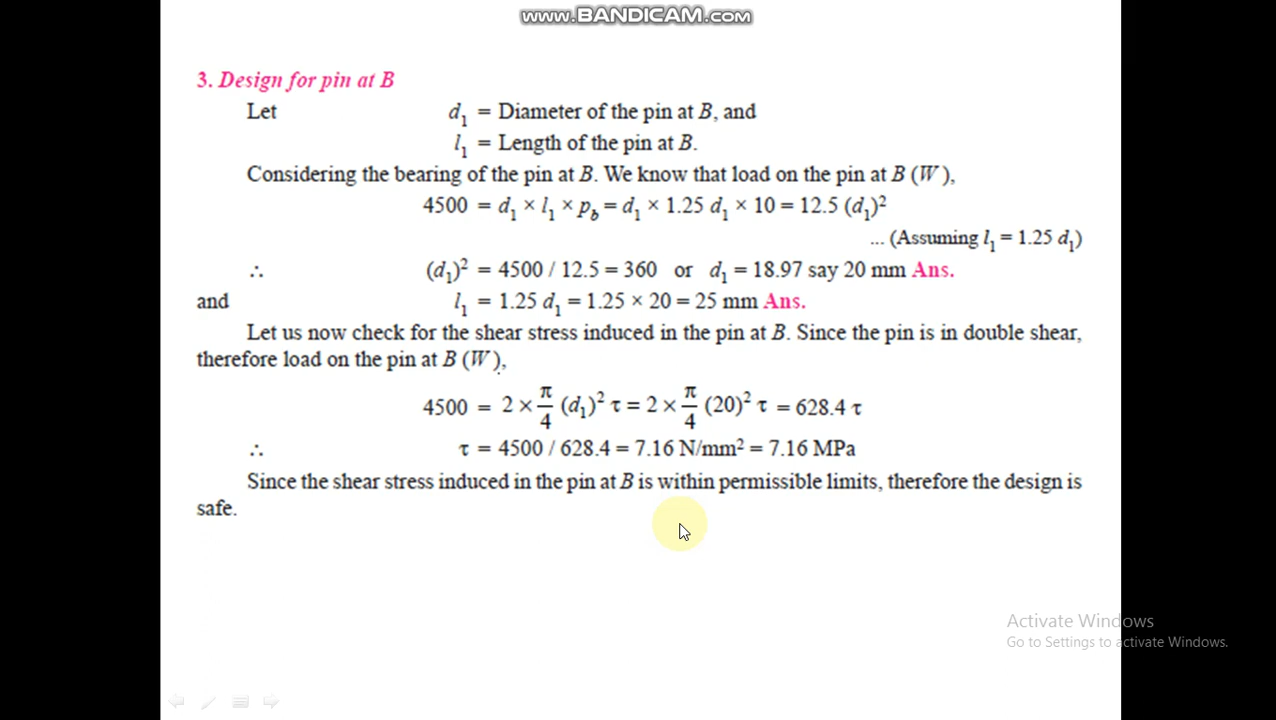 www.BANDICAM.com
3. Design for pin at B
Let d₁ = Diameter of the pin at B, and
l₁ = Length of the pin at B.
Considering the bearing of the pin at B. We know that load on the pin at B (W),
4500 = d₁ × l₁ × p_b = d₁ × 1.25 d₁ × 10 = 12.5 (d₁)²
... (Assuming l₁ = 1.25 d₁)
∴ (d₁)² = 4500 / 12.5 = 360 or d₁ = 18.97 say 20 mm Ans.
and l₁ = 1.25 d₁ = 1.25 × 20 = 25 mm Ans.
Let us now check for the shear stress induced in the pin at B. Since the pin is in double shear,
therefore load on the pin at B (W),
4500 = 2 × π/4 (d₁)² τ = 2 × π/4 (20)² τ = 628.4 τ
∴ τ = 4500 / 628.4 = 7.16 N/mm² = 7.16 MPa
Since the shear stress induced in the pin at B is within permissible limits, therefore the design is
safe.
Activate Windows
Go to Settings to activate Windows.